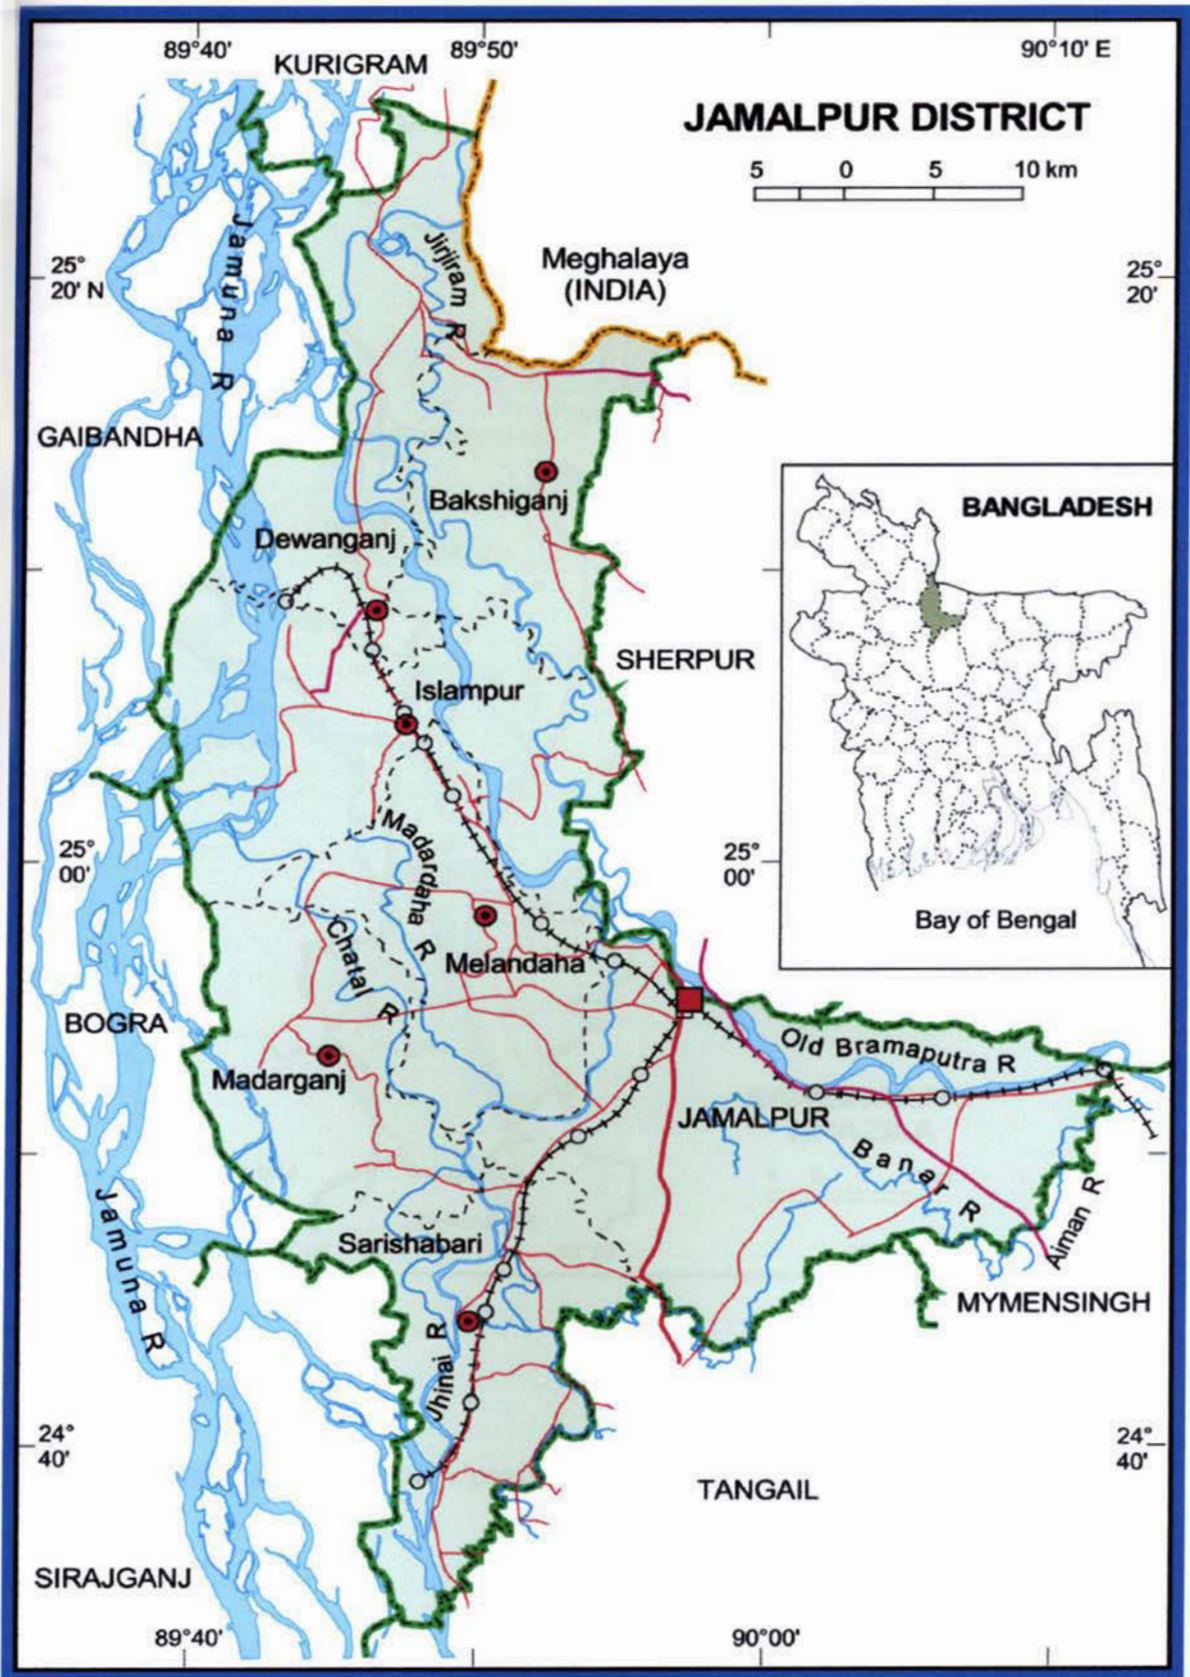 89°40'
89°50'
90°10' E
KURIGRAM
JAMALPUR DISTRICT
5 0 5 10 km
Jamuna R
Jirjiram R
Meghalaya
(INDIA)
25°
20' N
25°
20'
GAIBANDHA
Bakshiganj
BANGLADESH
Dewanganj
SHERPUR
Islampur
Madardaha R
25°
00'
25°
00'
Chatal R
Melandaha
Bay of Bengal
BOGRA
Old Bramaputra R
Madarganj
JAMALPUR
Banar R
Jamuna R
Aiman R
Sarishabari
MYMENSINGH
Jhinai R
24°
40'
24°
40'
TANGAIL
SIRAJGANJ
89°40'
90°00'